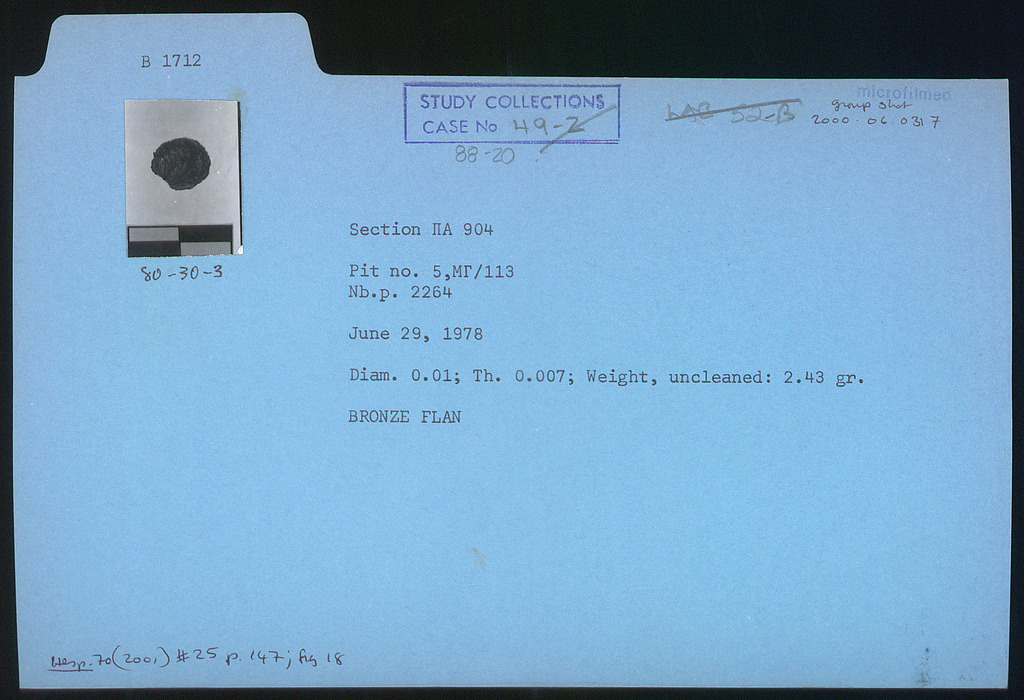 B 1712
STUDY COLLECTIONS
CASE No 49-2
88-20
LAB 52-B
microfilmed
group shot
2000.06.0317
80-30-3
Section ΠΑ 904
Pit no. 5,ΜΓ/113
Nb.p. 2264
June 29, 1978
Diam. 0.01; Th. 0.007; Weight, uncleaned: 2.43 gr.
BRONZE FLAN
Hesp. 70(2001) #25 p. 147; fig 18